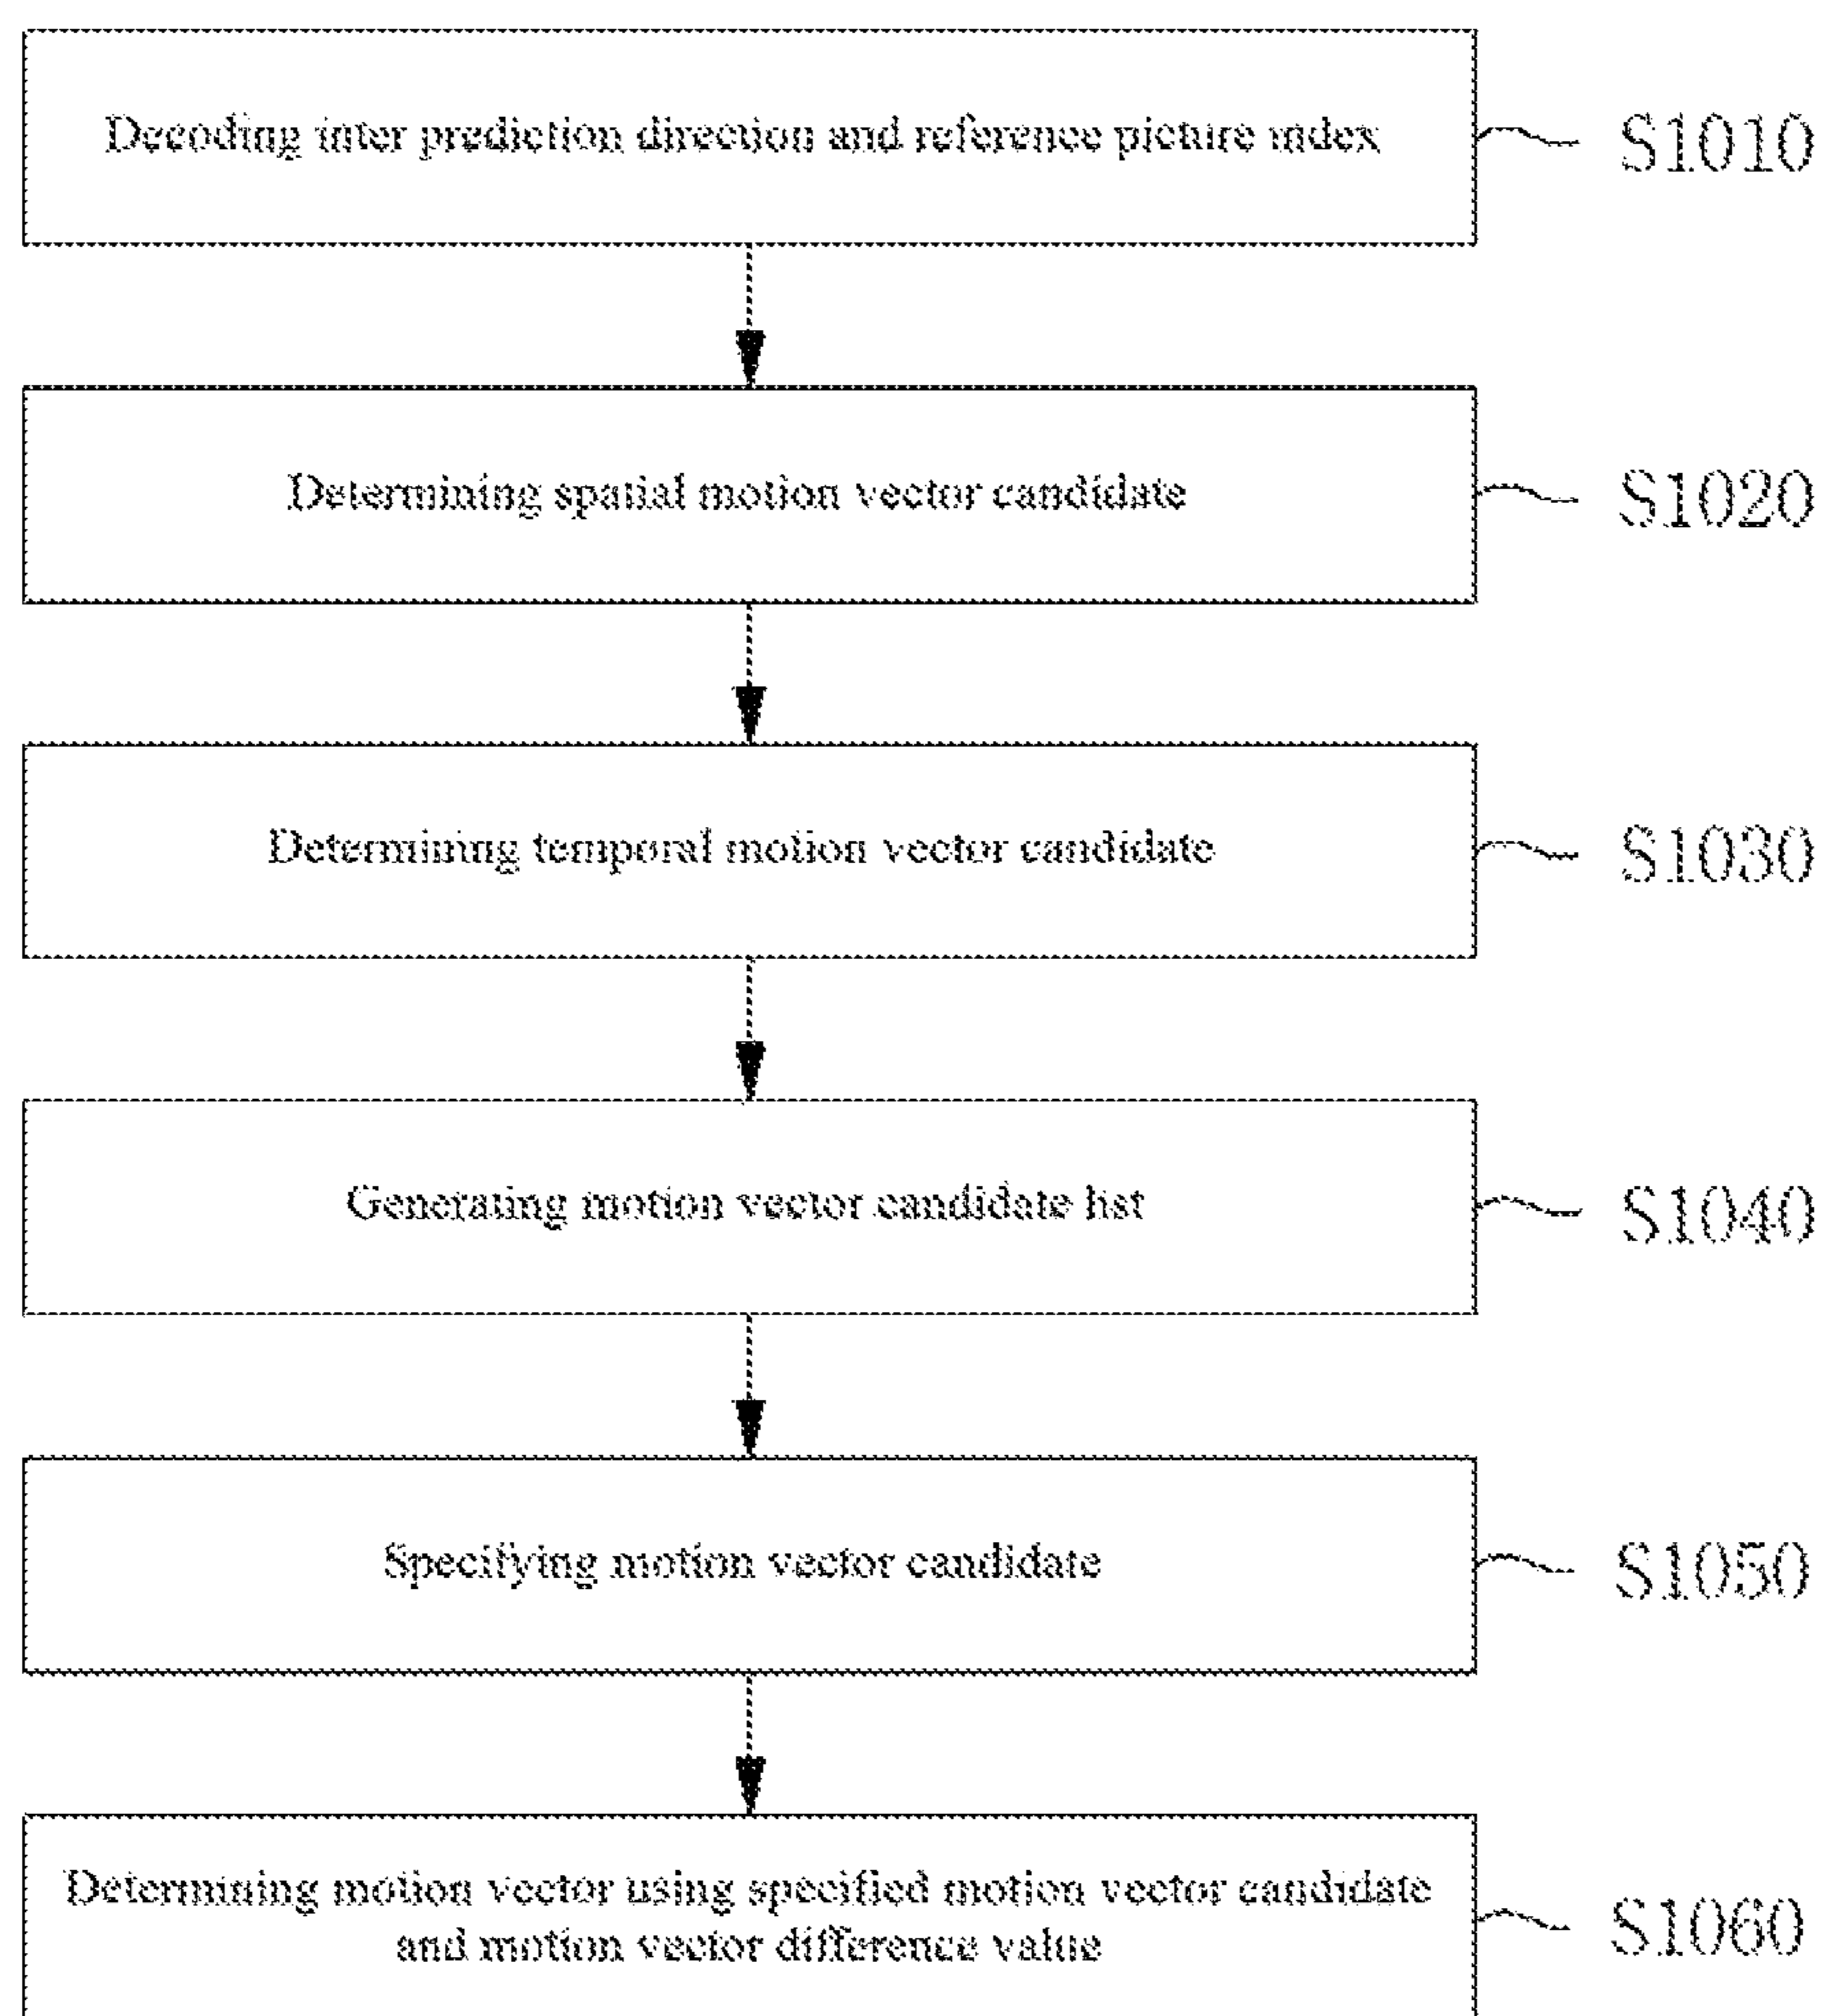 Decoding inter prediction direction and reference picture index
S1010
Determining spatial motion vector candidate
S1020
Determining temporal motion vector candidate
S1030
Generating motion vector candidate list
S1040
Specifying motion vector candidate
S1050
Determining motion vector using specified motion vector candidate
and motion vector difference value
S1060